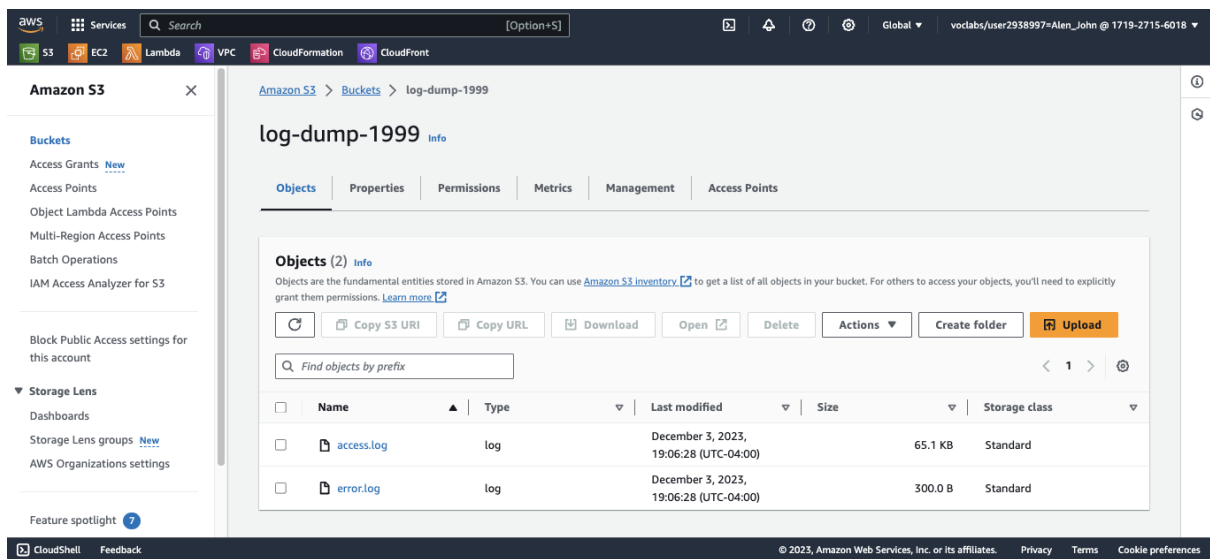 aws Services Search [Option+S] Global ▼ voclabs/user2938997=Alen_John @ 1719-2715-6018 ▼
S3 EC2 Lambda VPC CloudFormation CloudFront
Amazon S3
Buckets
Access Grants New
Access Points
Object Lambda Access Points
Multi-Region Access Points
Batch Operations
IAM Access Analyzer for S3
Block Public Access settings for
this account
Storage Lens
Dashboards
Storage Lens groups New
AWS Organizations settings
Feature spotlight 7
Amazon S3 > Buckets > log-dump-1999
log-dump-1999 Info
Objects Properties Permissions Metrics Management Access Points
Objects (2) Info
Objects are the fundamental entities stored in Amazon S3. You can use Amazon S3 inventory to get a list of all objects in your bucket. For others to access your objects, you'll need to explicitly
grant them permissions. Learn more
Copy S3 URI Copy URL Download Open Delete Actions ▼ Create folder Upload
Find objects by prefix < 1 >
Name Type Last modified Size Storage class
access.log log December 3, 2023, 19:06:28 (UTC-04:00) 65.1 KB Standard
error.log log December 3, 2023, 19:06:28 (UTC-04:00) 300.0 B Standard
CloudShell Feedback © 2023, Amazon Web Services, Inc. or its affiliates. Privacy Terms Cookie preferences